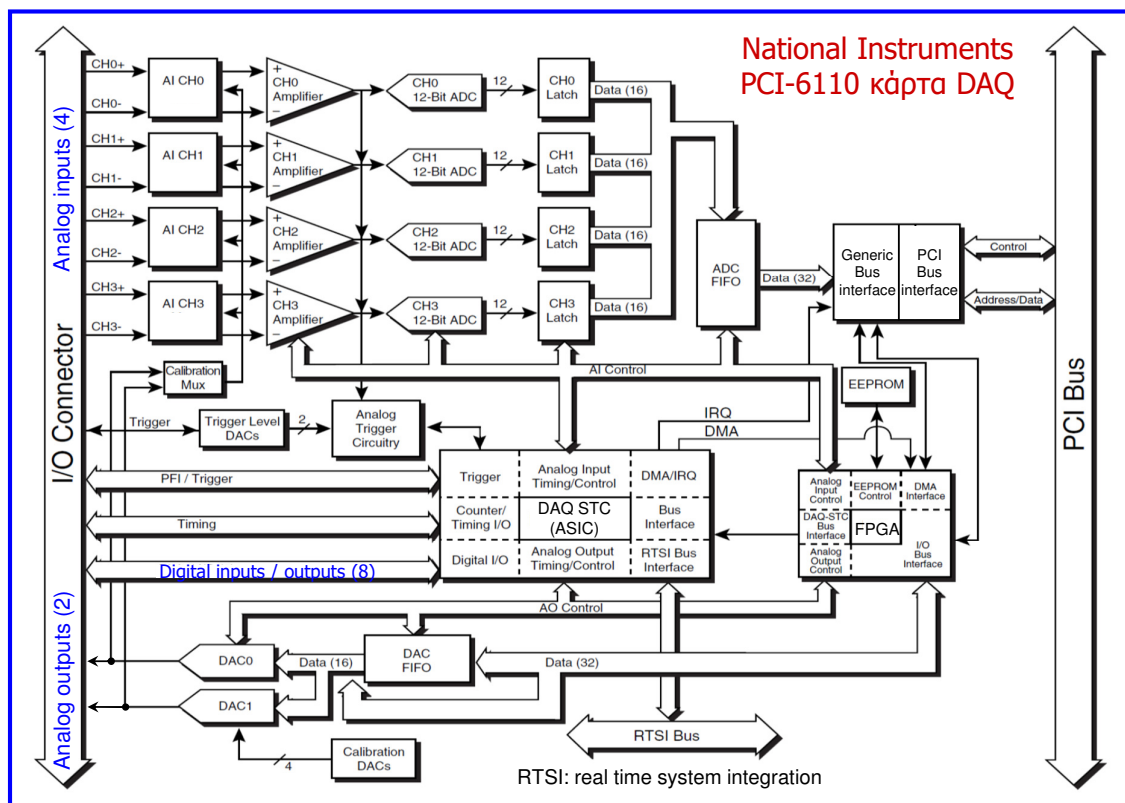 National Instruments
PCI-6110 κάρτα DAQ
I/O Connector
Analog inputs (4)
Analog outputs (2)
PCI Bus
CH0+
CH0-
AI CH0
+
CH0
Amplifier
−
CH0
12-Bit ADC
12
CH0
Latch
Data (16)
CH1+
CH1-
AI CH1
+
CH1
Amplifier
−
CH1
12-Bit ADC
12
CH1
Latch
Data (16)
CH2+
CH2-
AI CH2
+
CH2
Amplifier
−
CH2
12-Bit ADC
12
CH2
Latch
Data (16)
CH3+
CH3-
AI CH3
+
CH3
Amplifier
−
CH3
12-Bit ADC
12
CH3
Latch
Data (16)
ADC
FIFO
Data (32)
Generic
Bus
interface
PCI
Bus
interface
Control
Address/Data
Calibration
Mux
AI Control
EEPROM
Trigger
Trigger Level
DACs
2
Analog
Trigger
Circuitry
IRQ
DMA
PFI / Trigger
Timing
Digital inputs / outputs (8)
Trigger
Analog Input
Timing/Control
DMA/IRQ
Counter/
Timing I/O
DAQ STC
(ASIC)
Bus
Interface
Digital I/O
Analog Output
Timing/Control
RTSI Bus
Interface
Analog
Input
Control
EEPROM
Control
DMA
Interface
DAQ-STC
Bus
Interface
FPGA
Analog
Output
Control
I/O
Bus
Interface
AO Control
DAC0
Data (16)
DAC
FIFO
Data (32)
DAC1
4
Calibration
DACs
RTSI Bus
RTSI: real time system integration